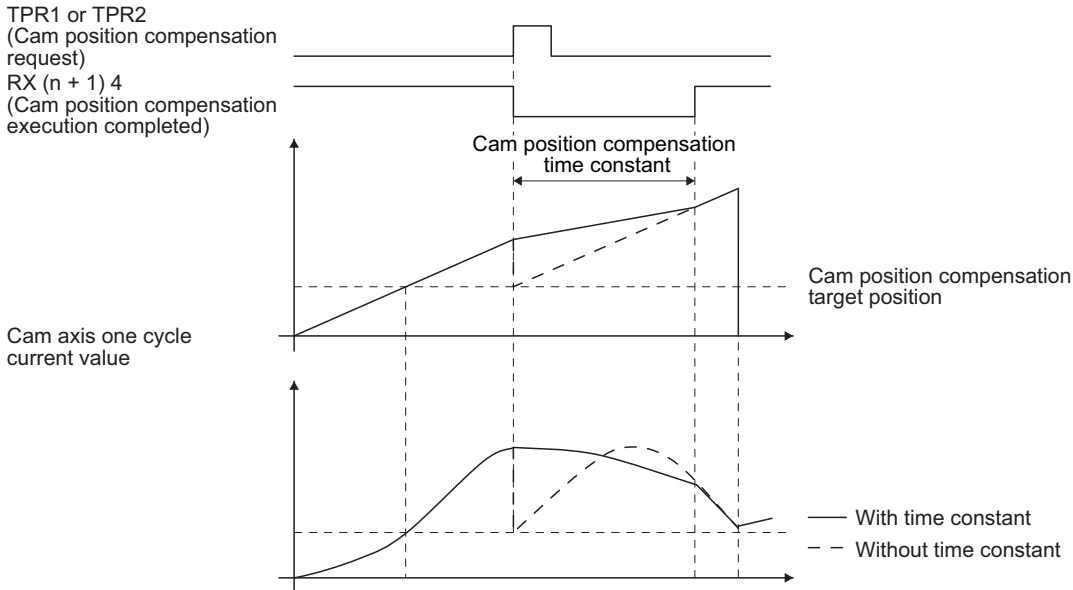 TPR1 or TPR2
(Cam position compensation
request)
RX (n + 1) 4
(Cam position compensation
execution completed)
Cam position compensation
time constant
Cam position compensation
target position
Cam axis one cycle
current value
With time constant
Without time constant